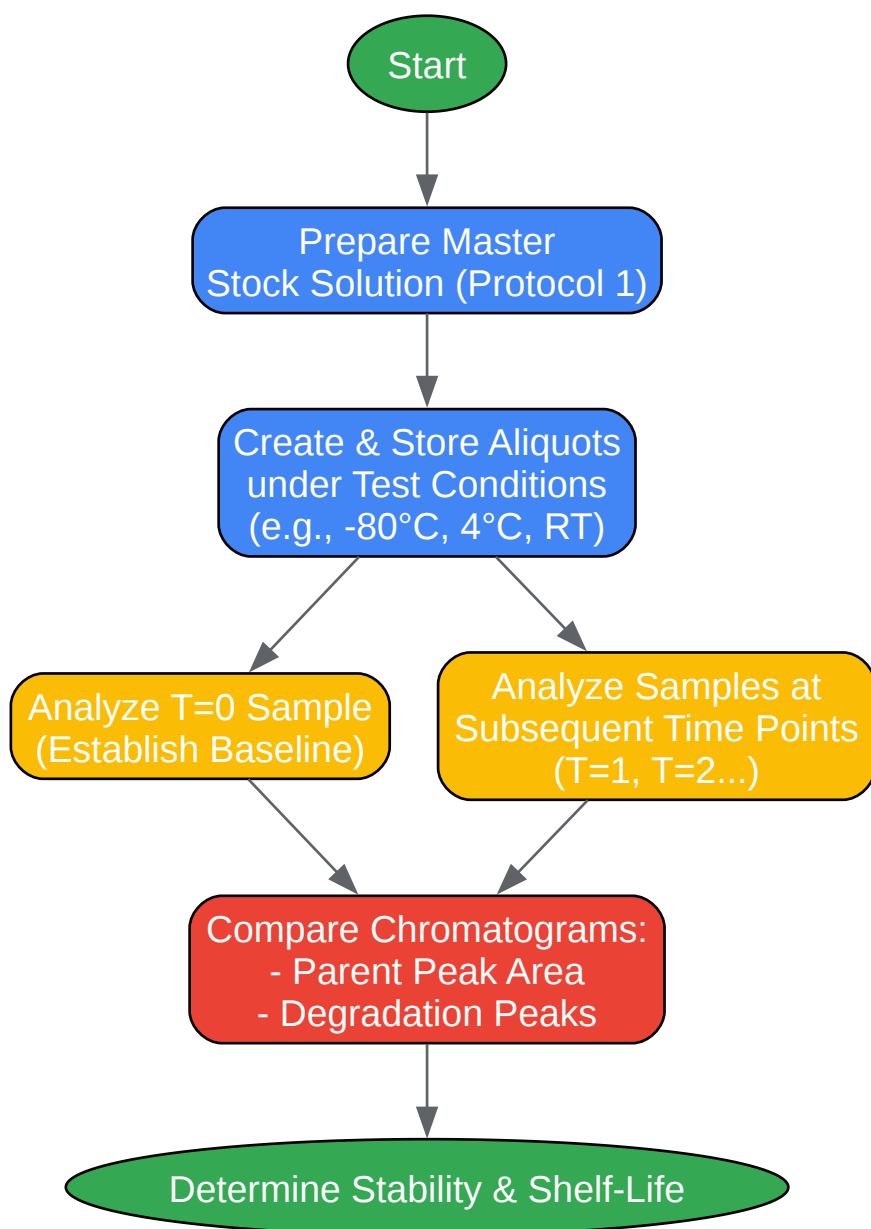 Start
Prepare Master
Stock Solution (Protocol 1)
Create & Store Aliquots
under Test Conditions
(e.g., -80°C, 4°C, RT)
Analyze T=0 Sample
(Establish Baseline)
Analyze Samples at
Subsequent Time Points
(T=1, T=2...)
Compare Chromatograms:
- Parent Peak Area
- Degradation Peaks
Determine Stability & Shelf-Life